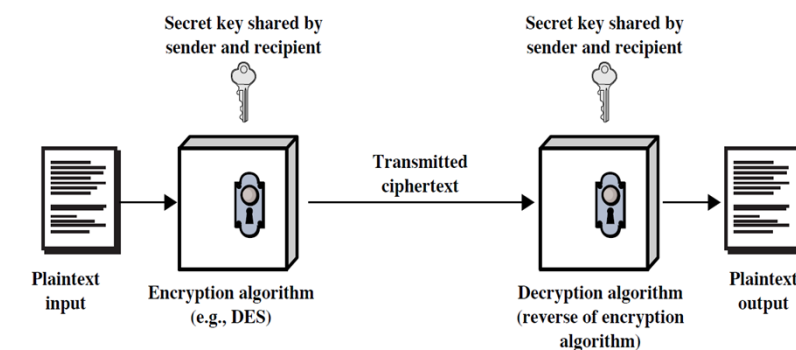 Secret key shared by
sender and recipient
Secret key shared by
sender and recipient
Transmitted
ciphertext
Plaintext
input
Encryption algorithm
(e.g., DES)
Decryption algorithm
(reverse of encryption
algorithm)
Plaintext
output